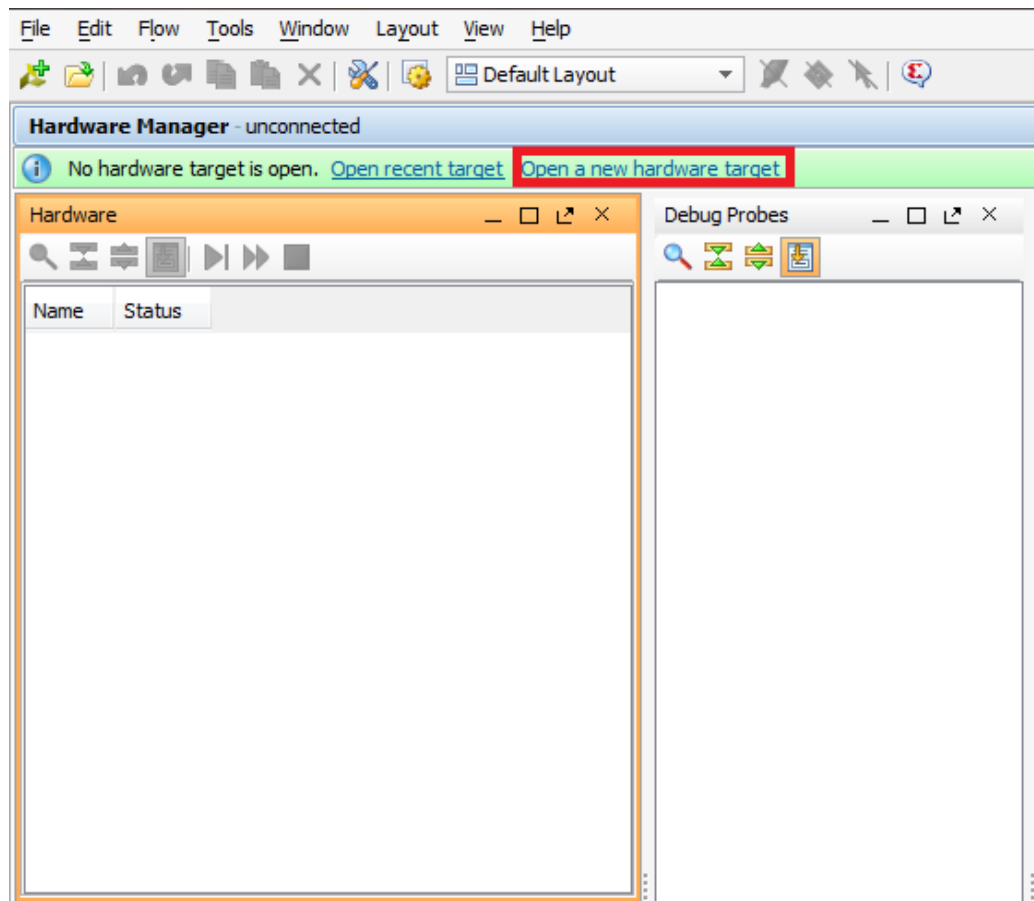 File Edit Flow Tools Window Layout View Help
Default Layout
Hardware Manager - unconnected
No hardware target is open. Open recent target Open a new hardware target
Hardware
Debug Probes
Name Status